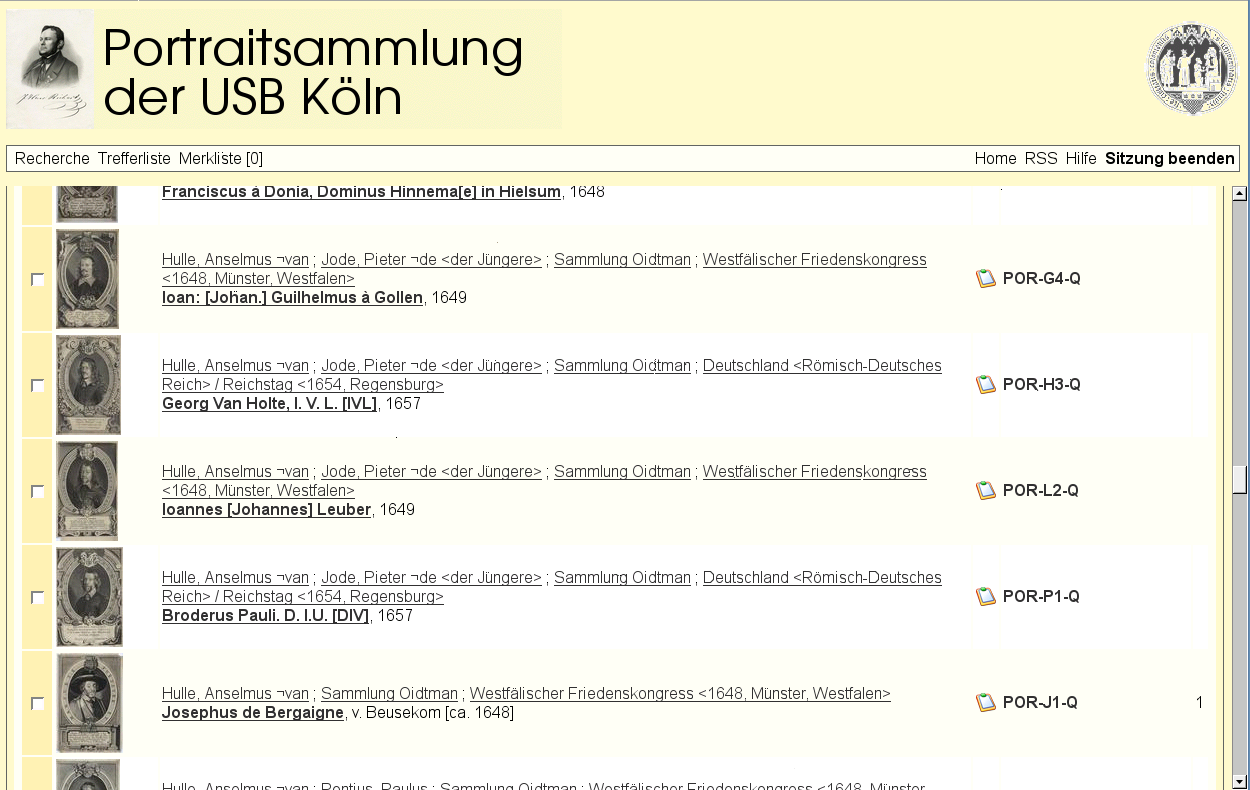 Portraitsammlung
der USB Köln
Recherche Trefferliste Merkliste [0]
Home RSS Hilfe Sitzung beenden
Franciscus à Donia, Dominus Hinnema[e] in Hielsum, 1648
Hulle, Anselmus ¬van ; Jode, Pieter ¬de <der Jüngere> ; Sammlung Oidtman ; Westfälischer Friedenskongress
<1648, Münster, Westfalen>
Ioan: [Johan.] Guilhelmus à Gollen, 1649
POR-G4-Q
Hulle, Anselmus ¬van ; Jode, Pieter ¬de <der Jüngere> ; Sammlung Oidtman ; Deutschland <Römisch-Deutsches
Reich> / Reichstag <1654, Regensburg>
Georg Van Holte, I. V. L. [IVL], 1657
POR-H3-Q
Hulle, Anselmus ¬van ; Jode, Pieter ¬de <der Jüngere> ; Sammlung Oidtman ; Westfälischer Friedenskongress
<1648, Münster, Westfalen>
Ioannes [Johannes] Leuber, 1649
POR-L2-Q
Hulle, Anselmus ¬van ; Jode, Pieter ¬de <der Jüngere> ; Sammlung Oidtman ; Deutschland <Römisch-Deutsches
Reich> / Reichstag <1654, Regensburg>
Broderus Pauli. D. I.U. [DIV], 1657
POR-P1-Q
Hulle, Anselmus ¬van ; Sammlung Oidtman ; Westfälischer Friedenskongress <1648, Münster, Westfalen>
Josephus de Bergaigne, v. Beusekom [ca. 1648]
POR-J1-Q
1
Hulle, Anselmus ¬van ; Pontius, Paulus ; Sammlung Oidtman ; Westfälischer Friedenskongress <1648, Münster,